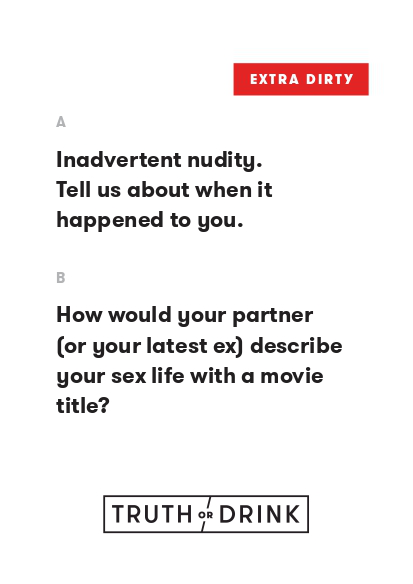 EXTRA DIRTY
A
Inadvertent nudity.
Tell us about when it
happened to you.
B
How would your partner
(or your latest ex) describe
your sex life with a movie
title?
TRUTH OR DRINK